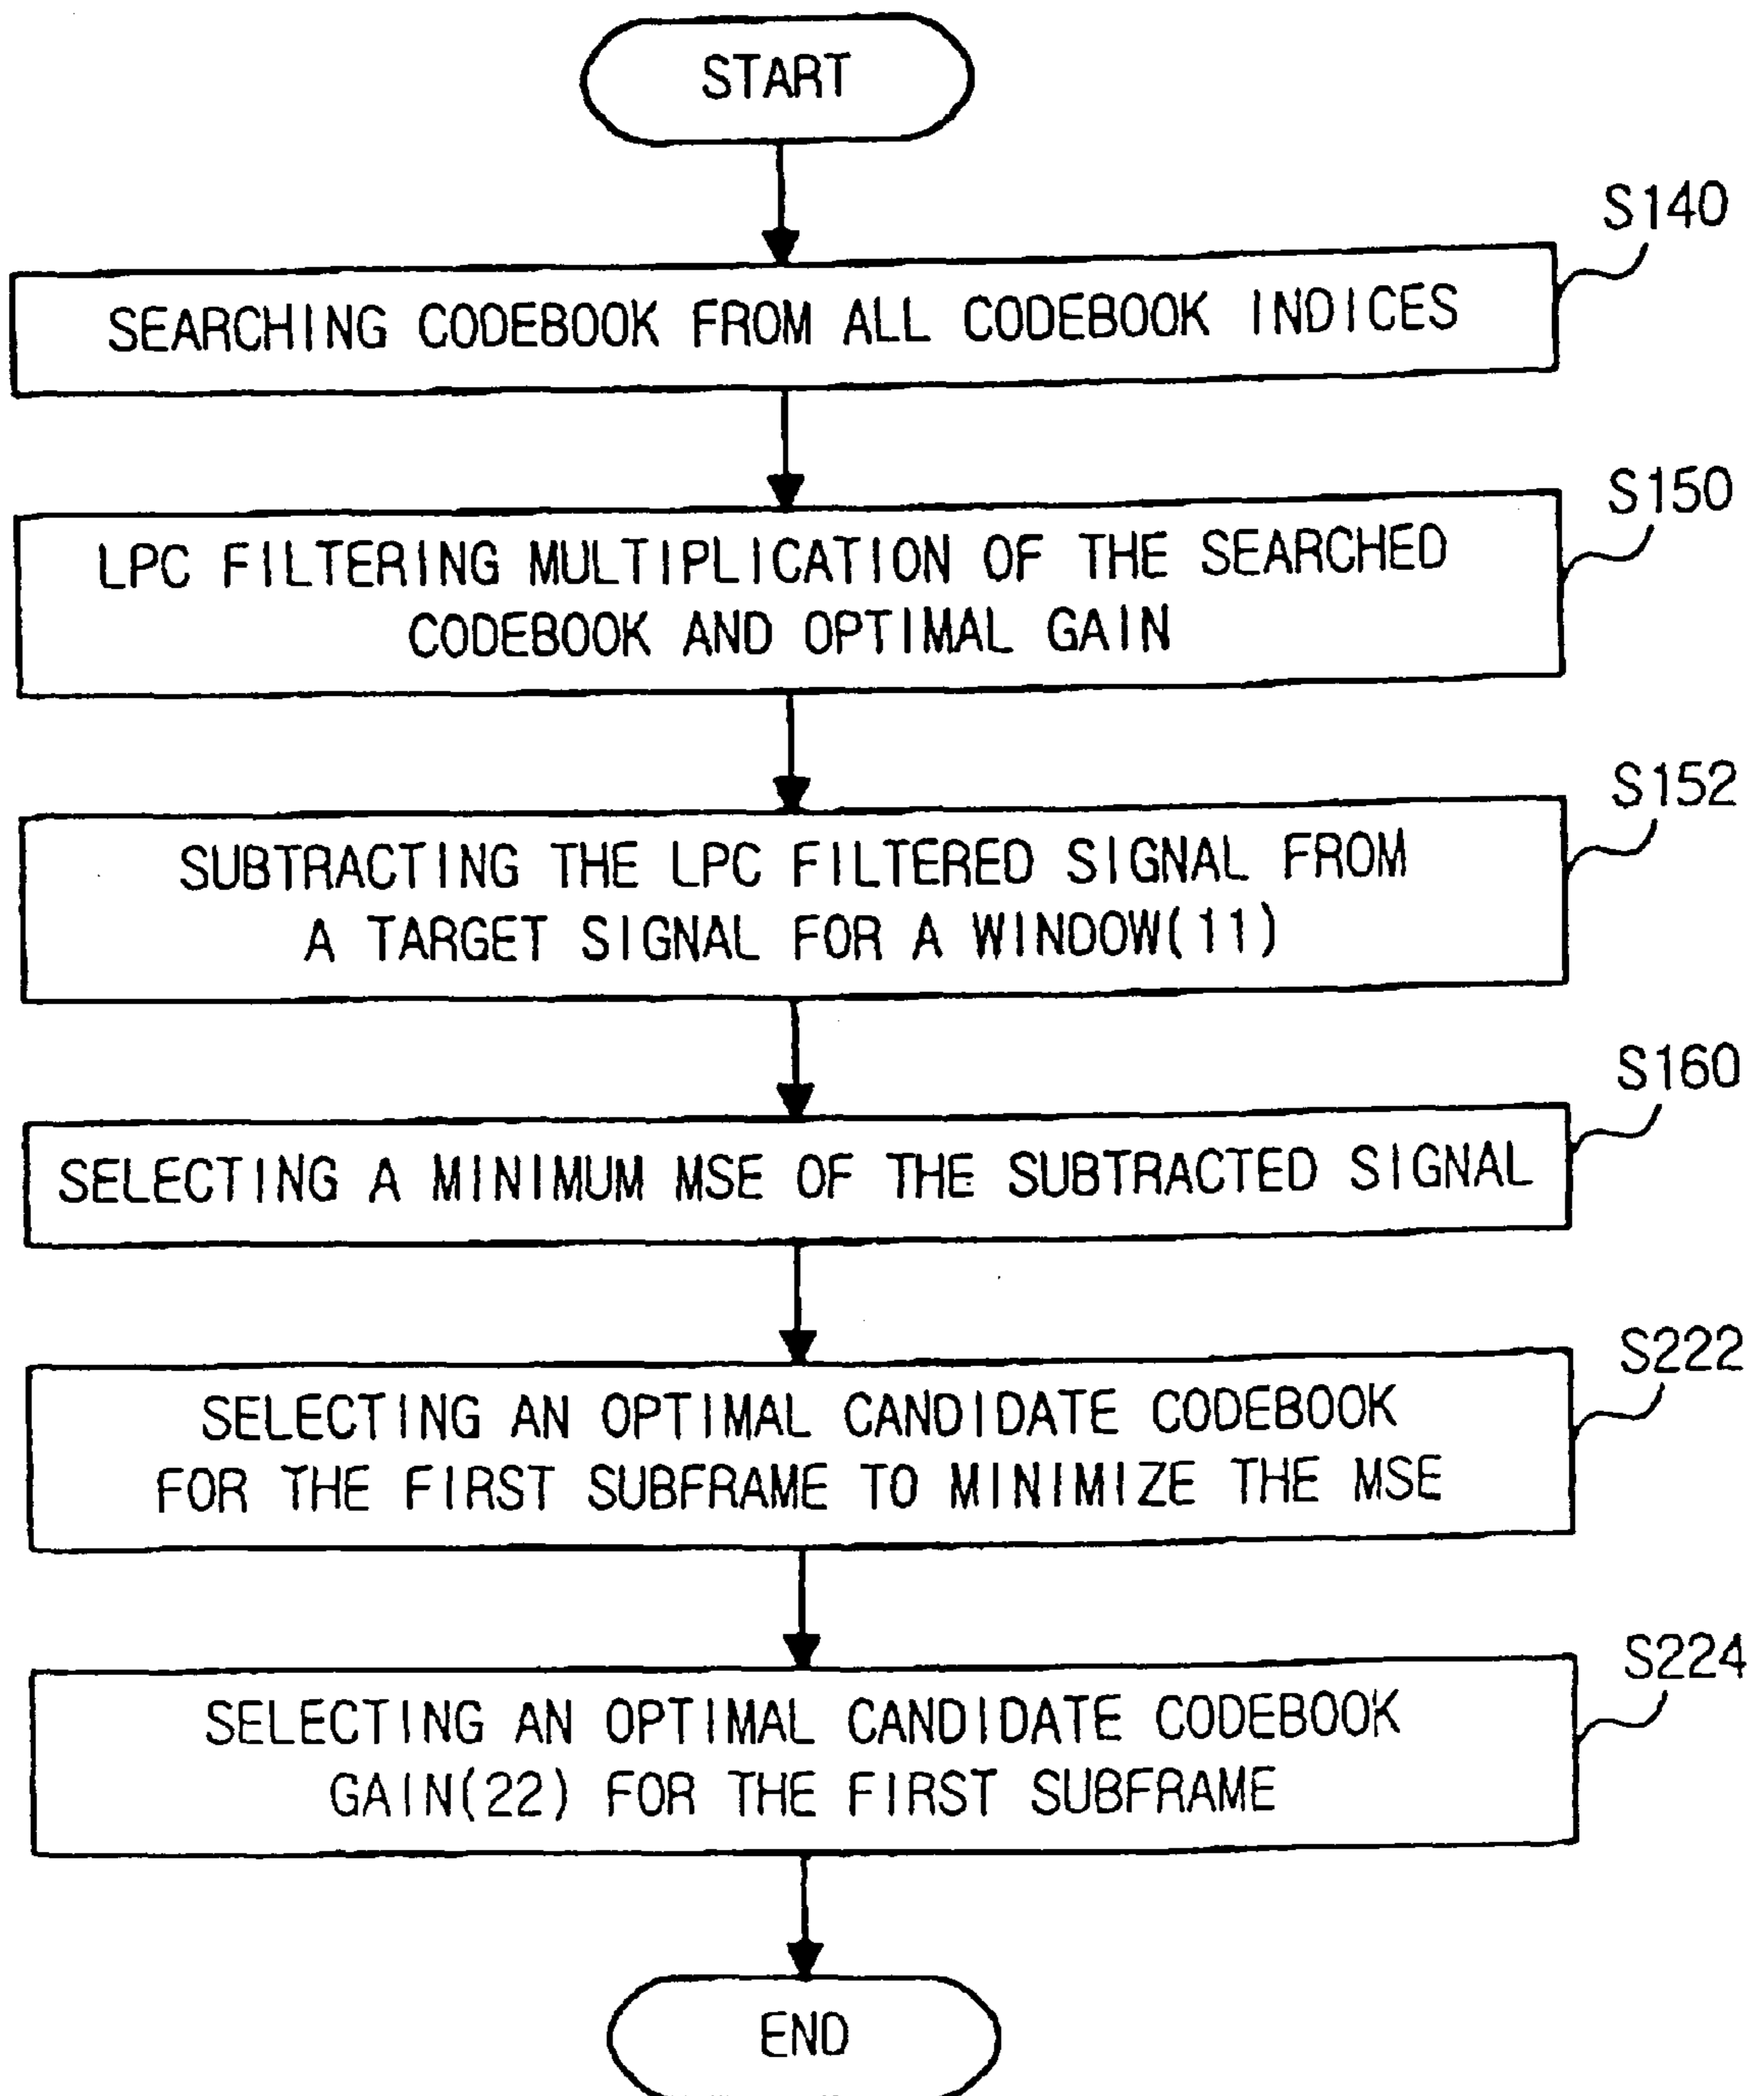 START
S140
SEARCHING CODEBOOK FROM ALL CODEBOOK INDICES
S150
LPC FILTERING MULTIPLICATION OF THE SEARCHED
CODEBOOK AND OPTIMAL GAIN
S152
SUBTRACTING THE LPC FILTERED SIGNAL FROM
A TARGET SIGNAL FOR A WINDOW(11)
S160
SELECTING A MINIMUM MSE OF THE SUBTRACTED SIGNAL
S222
SELECTING AN OPTIMAL CANDIDATE CODEBOOK
FOR THE FIRST SUBFRAME TO MINIMIZE THE MSE
S224
SELECTING AN OPTIMAL CANDIDATE CODEBOOK
GAIN(22) FOR THE FIRST SUBFRAME
END